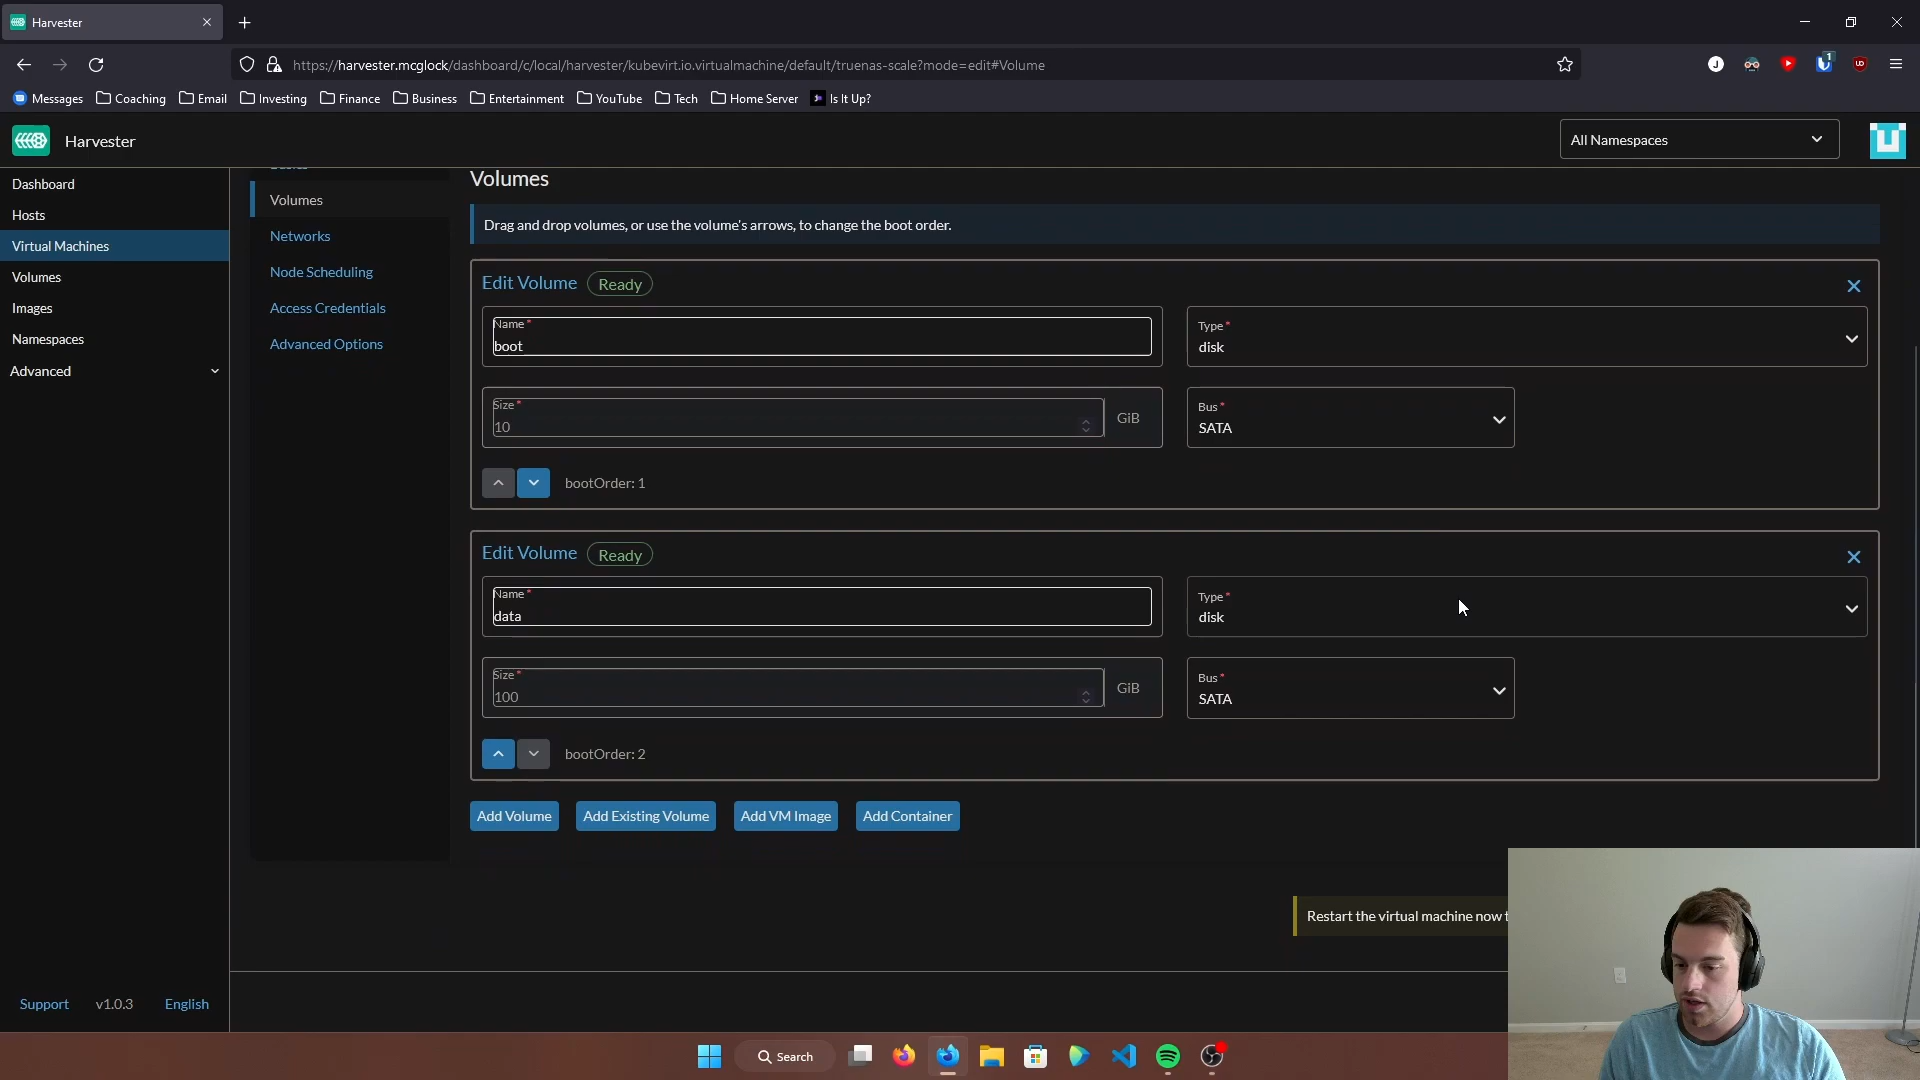 Harvester
https://harvester.mcglock/dashboard/c/local/harvester/kubevirt.io.virtualmachine/default/truenas-scale?mode=edit#Volume
1
Messages Coaching Email Investing Finance Business Entertainment YouTube Tech Home Server Is It Up?
Harvester
All Namespaces
Dashboard
Hosts
Virtual Machines
Volumes
Images
Namespaces
Advanced
Basics
Volumes
Networks
Node Scheduling
Access Credentials
Advanced Options
Volumes
Drag and drop volumes, or use the volume's arrows, to change the boot order.
Edit Volume Ready
Name *
boot
Type *
disk
Size *
10
GiB
Bus *
SATA
bootOrder: 1
Edit Volume Ready
Name *
data
Type *
disk
Size *
100
GiB
Bus *
SATA
bootOrder: 2
Add Volume Add Existing Volume Add VM Image Add Container
Restart the virtual machine now t
Support v1.0.3 English
Search